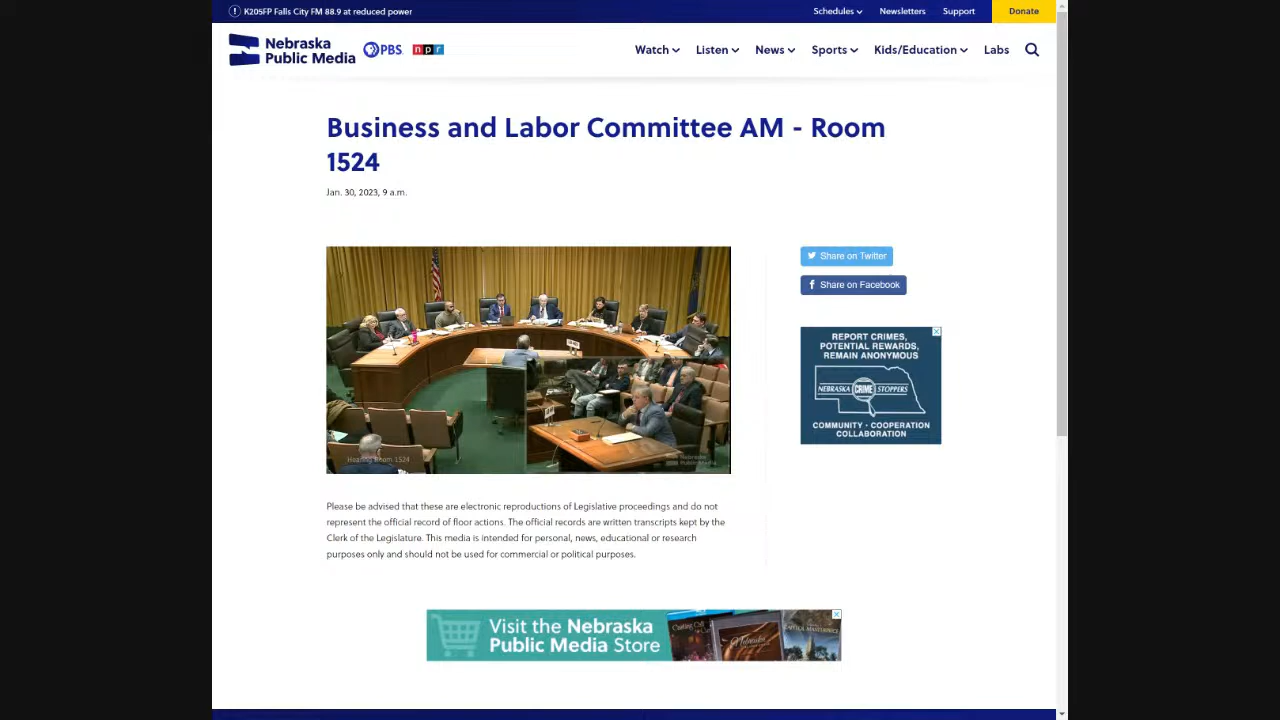 K205FP Falls City FM 88.9 at reduced power
Schedules
Newsletters
Support
Donate
Nebraska
Public Media
PBS
npr
Watch
Listen
News
Sports
Kids/Education
Labs
Business and Labor Committee AM - Room
1524
Jan. 30, 2023, 9 a.m.
Share on Twitter
Share on Facebook
REPORT CRIMES,
POTENTIAL REWARDS,
REMAIN ANONYMOUS
NEBRASKA CRIME STOPPERS
COMMUNITY · COOPERATION
COLLABORATION
Hearing Room 1524
Nebraska
Public Media
Please be advised that these are electronic reproductions of Legislative proceedings and do not
represent the official record of floor actions. The official records are written transcripts kept by the
Clerk of the Legislature. This media is intended for personal, news, educational or research
purposes only and should not be used for commercial or political purposes.
Visit the Nebraska
Public Media Store